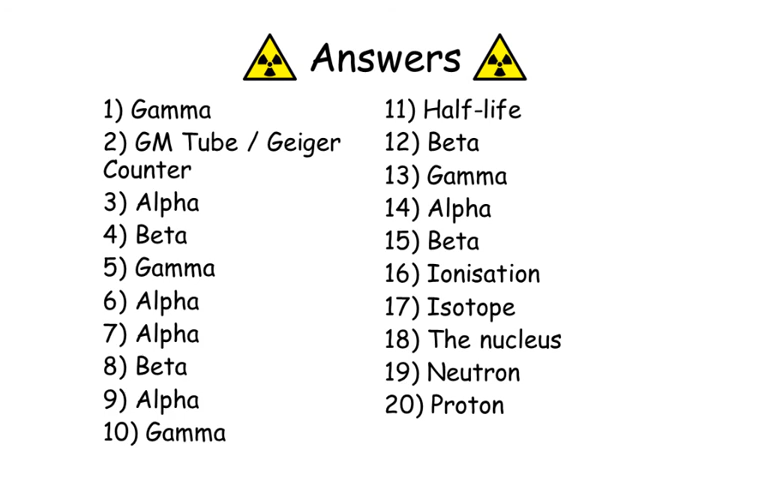 Answers
1) Gamma
2) GM Tube / Geiger
Counter
3) Alpha
4) Beta
5) Gamma
6) Alpha
7) Alpha
8) Beta
9) Alpha
10) Gamma
11) Half-life
12) Beta
13) Gamma
14) Alpha
15) Beta
16) Ionisation
17) Isotope
18) The nucleus
19) Neutron
20) Proton